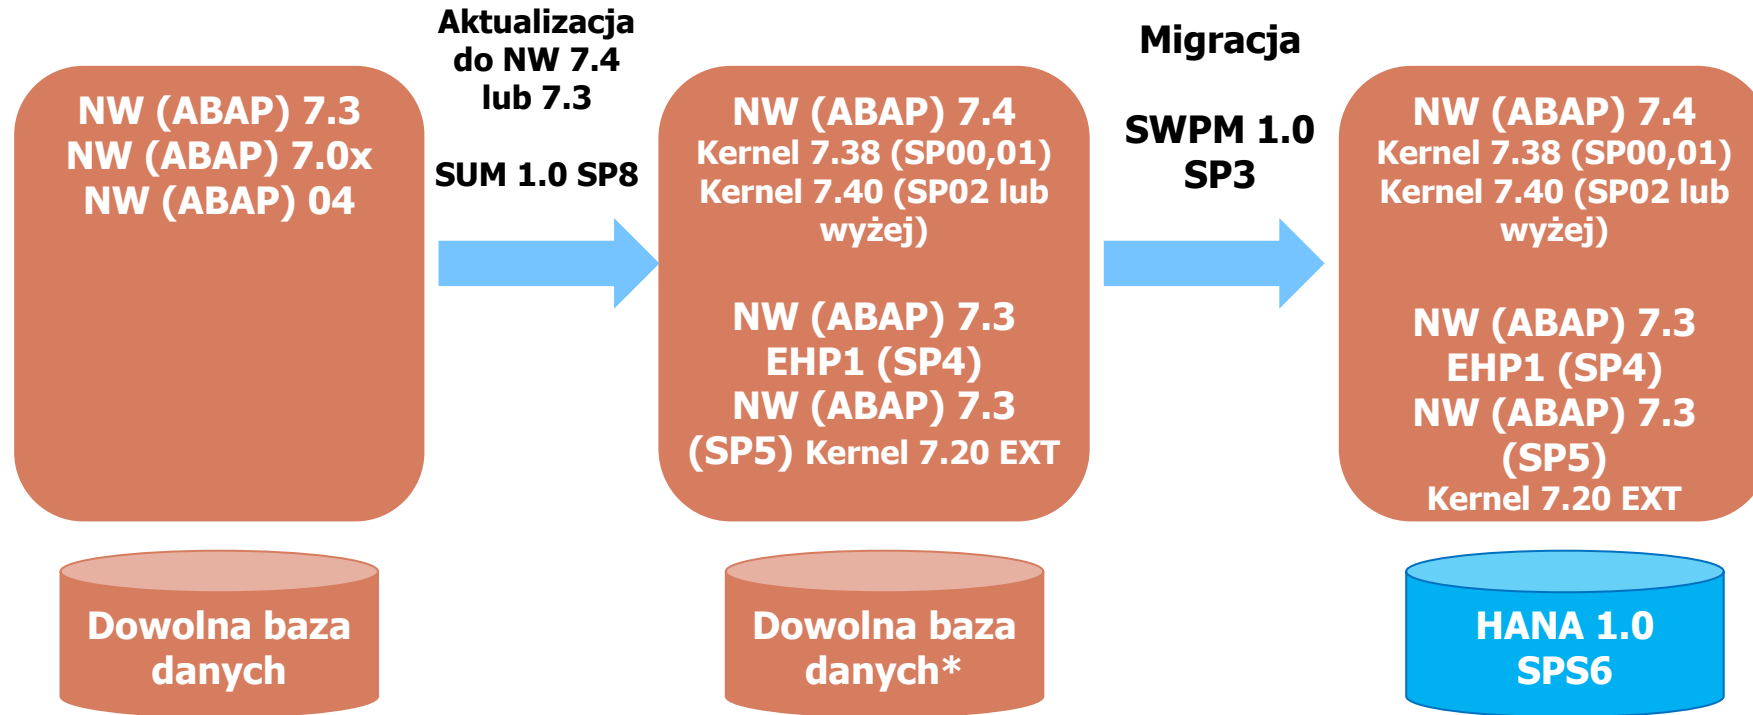 NW (ABAP) 7.3
NW (ABAP) 7.0x
NW (ABAP) 04
Dowolna baza
danych
Aktualizacja
do NW 7.4
lub 7.3
SUM 1.0 SP8
NW (ABAP) 7.4
Kernel 7.38 (SP00,01)
Kernel 7.40 (SP02 lub
wyżej)
NW (ABAP) 7.3
EHP1 (SP4)
NW (ABAP) 7.3
(SP5) Kernel 7.20 EXT
Dowolna baza
danych*
Migracja
SWPM 1.0
SP3
NW (ABAP) 7.4
Kernel 7.38 (SP00,01)
Kernel 7.40 (SP02 lub
wyżej)
NW (ABAP) 7.3
EHP1 (SP4)
NW (ABAP) 7.3
(SP5)
Kernel 7.20 EXT
HANA 1.0
SPS6